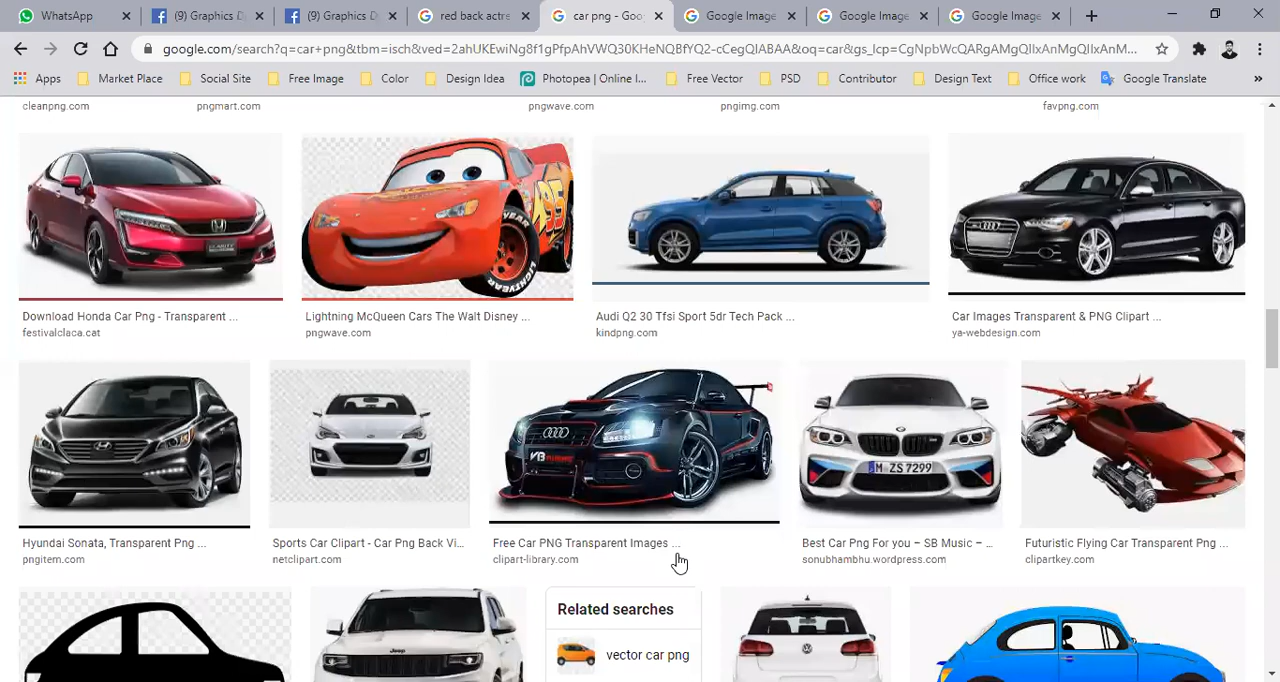 WhatsApp
(9) Graphics D
(9) Graphics D
red back actre
car png - Goo
Google Image
Google Image
Google Image
google.com/search?q=car+png&tbm=isch&ved=2ahUKEwiNg8f1gPfpAhVWQ30KHeNQBfYQ2-cCegQIABAA&oq=car&gs_lcp=CgNpbWcQARgAMgQIIxAnMgQIIxAnM...
Apps
Market Place
Social Site
Free Image
Color
Design Idea
Photopea | Online I...
Free Vector
PSD
Contributor
Design Text
Office work
Google Translate
»
cleanpng.com
pngmart.com
pngwave.com
pngimg.com
favpng.com
CLARITY
95
LIGHTYEAR
Download Honda Car Png - Transparent ...
festivalclaca.cat
Lightning McQueen Cars The Walt Disney ...
pngwave.com
Audi Q2 30 Tfsi Sport 5dr Tech Pack ...
kindpng.com
Car Images Transparent & PNG Clipart ...
ya-webdesign.com
M ZS 7299
Hyundai Sonata, Transparent Png ...
pngitem.com
Sports Car Clipart - Car Png Back Vi...
netclipart.com
Free Car PNG Transparent Images ...
clipart-library.com
Best Car Png For you – SB Music – ...
sonubhambhu.wordpress.com
Futuristic Flying Car Transparent Png ...
clipartkey.com
Jeep
Related searches
vector car png